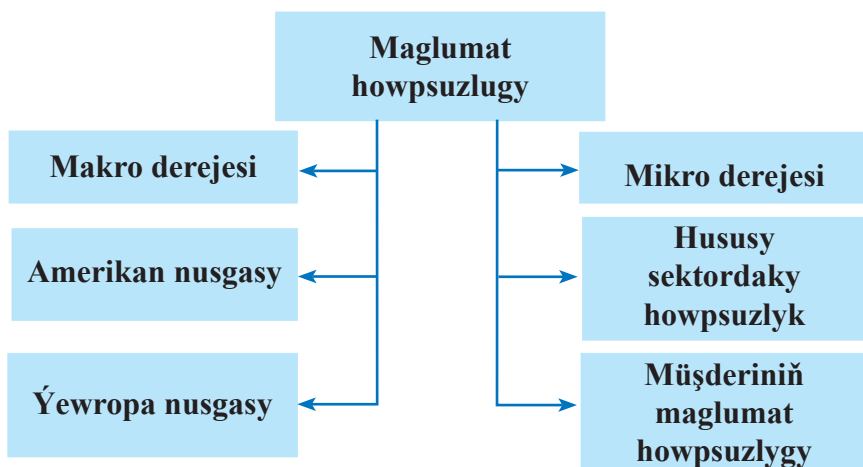 Maglumat
howpsuzlugy
Makro derejesi
Mikro derejesi
Amerikan nusgasy
Hususy
sektordaky
howpsuzlyk
Ýewropa nusgasy
Müşderiniň
maglumat
howpsuzlygy